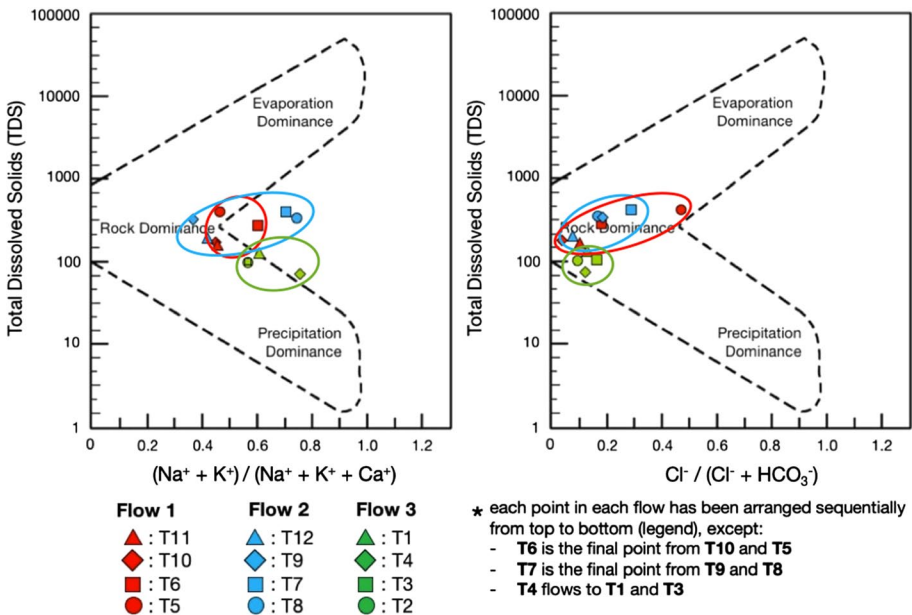 100000
10000
1000
100
10
1
Total Dissolved Solids (TDS)
Evaporation
Dominance
Rock Dominance
Precipitation
Dominance
0
0.2
0.4
0.6
0.8
1.0
1.2
(Na⁺ + K⁺) / (Na⁺ + K⁺ + Ca⁺)
100000
10000
1000
100
10
1
Total Dissolved Solids (TDS)
Evaporation
Dominance
Rock Dominance
Precipitation
Dominance
0
0.2
0.4
0.6
0.8
1.0
1.2
Cl⁻ / (Cl⁻ + HCO₃⁻)
Flow 1
: T11
: T10
: T6
: T5
Flow 2
: T12
: T9
: T7
: T8
Flow 3
: T1
: T4
: T3
: T2
* each point in each flow has been arranged sequentially
from top to bottom (legend), except:
- T6 is the final point from T10 and T5
- T7 is the final point from T9 and T8
- T4 flows to T1 and T3